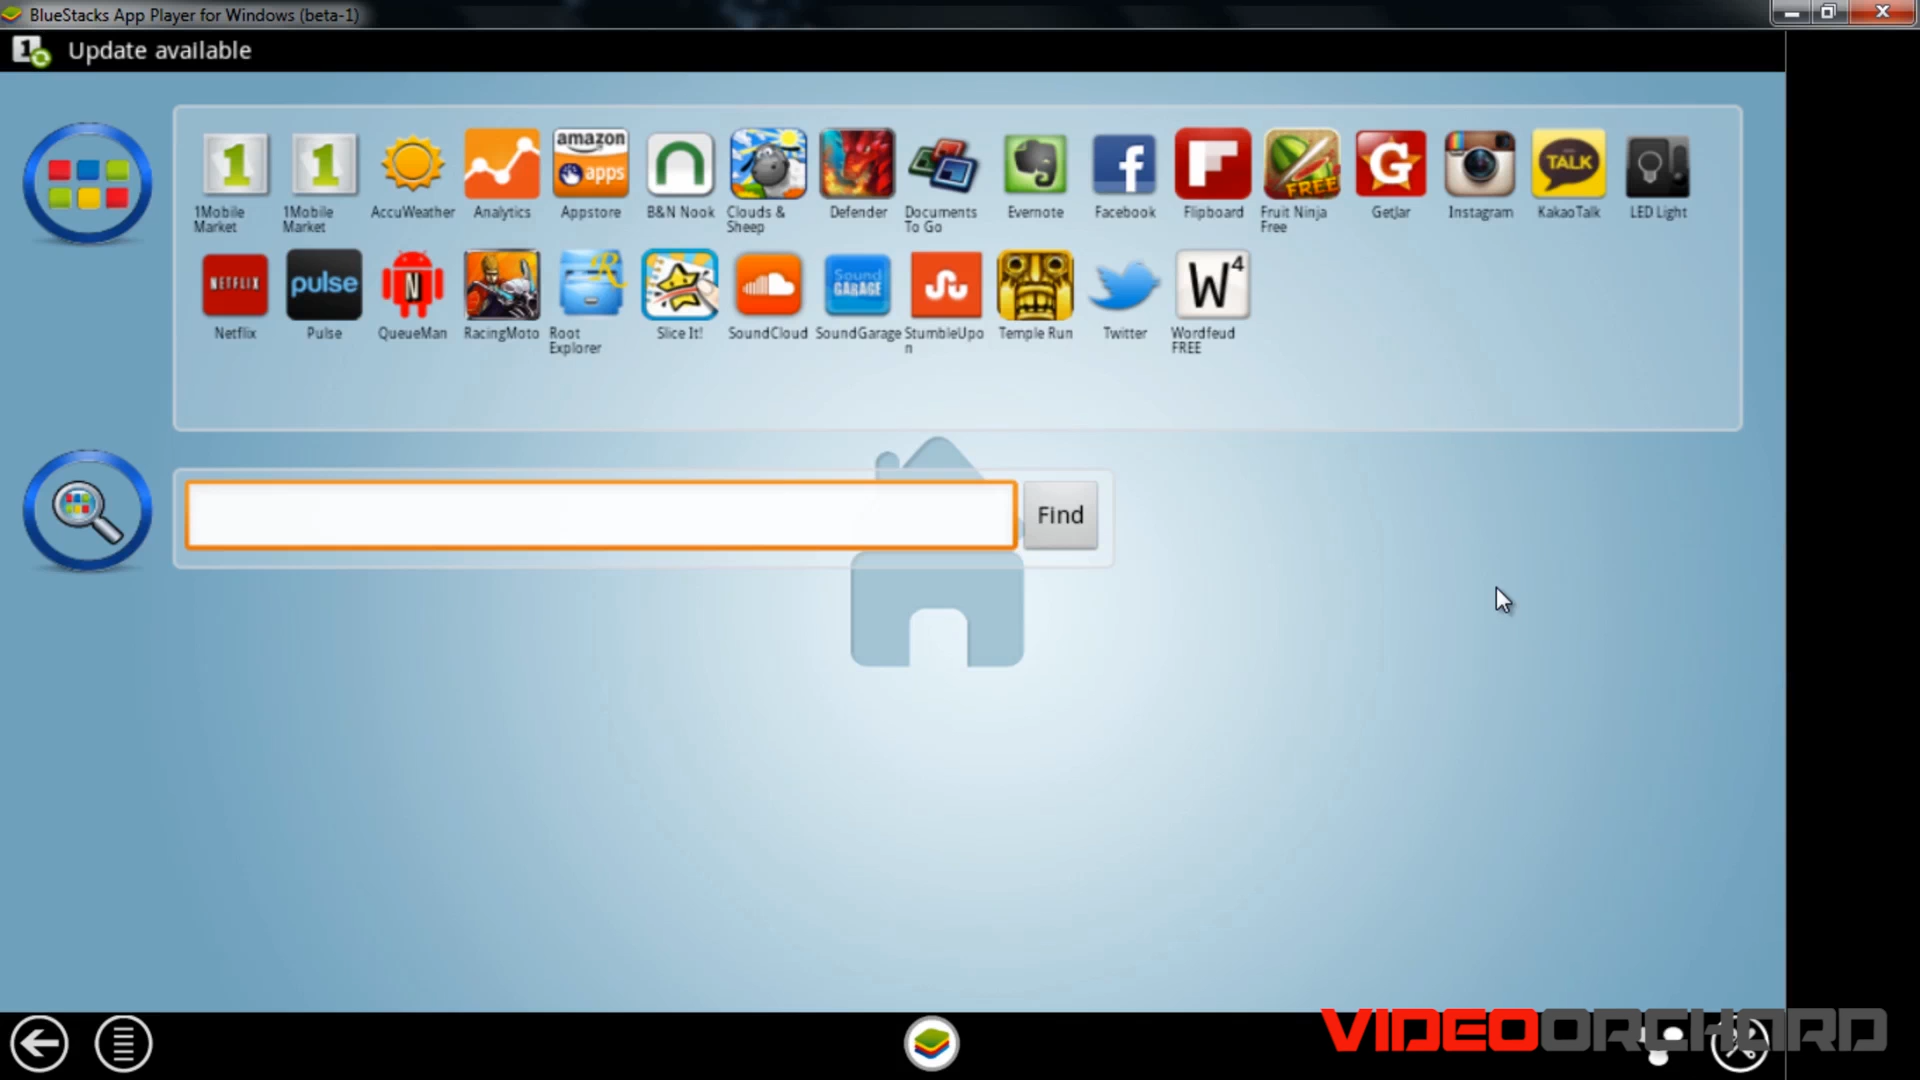 BlueStacks App Player for Windows (beta-1)
1 Update available
1 1 amazon apps FREE G TALK
1Mobile Market 1Mobile Market AccuWeather Analytics Appstore B&N Nook Clouds & Sheep Defender Documents To Go Evernote Facebook Flipboard Fruit Ninja Free GetJar Instagram KakaoTalk LED Light
NETFLIX pulse N R Sound GARAGE W4
Netflix Pulse QueueMan RacingMoto Root Explorer Slice It! SoundCloud SoundGarage StumbleUpon Temple Run Twitter Wordfeud FREE
Find
VIDEOORCHARD